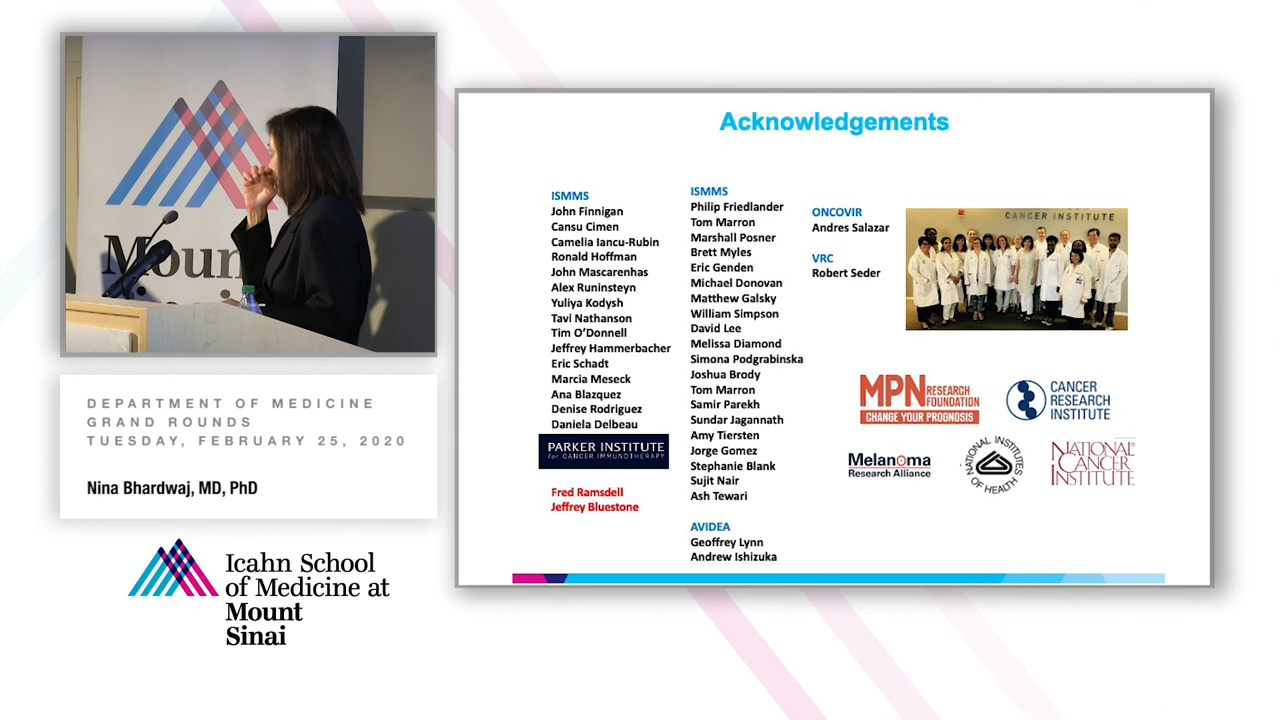 Moun
DEPARTMENT OF MEDICINE
GRAND ROUNDS
TUESDAY, FEBRUARY 25, 2020
Nina Bhardwaj, MD, PhD
Icahn School
of Medicine at
Mount
Sinai
Acknowledgements
ISMMS
John Finnigan
Cansu Cimen
Camelia Iancu-Rubin
Ronald Hoffman
John Mascarenhas
Alex Runinsteyn
Yuliya Kodysh
Tavi Nathanson
Tim O’Donnell
Jeffrey Hammerbacher
Eric Schadt
Marcia Meseck
Ana Blazquez
Denise Rodriguez
Daniela Delbeau
PARKER INSTITUTE
for CANCER IMMUNOTHERAPY
Fred Ramsdell
Jeffrey Bluestone
ISMMS
Philip Friedlander
Tom Marron
Marshall Posner
Brett Myles
Eric Genden
Michael Donovan
Matthew Galsky
William Simpson
David Lee
Melissa Diamond
Simona Podgrabinska
Joshua Brody
Tom Marron
Samir Parekh
Sundar Jagannath
Amy Tiersten
Jorge Gomez
Stephanie Blank
Sujit Nair
Ash Tewari
AVIDEA
Geoffrey Lynn
Andrew Ishizuka
ONCOVIR
Andres Salazar
VRC
Robert Seder
CANCER INSTITUTE
MPN RESEARCH
FOUNDATION
CHANGE YOUR PROGNOSIS
CANCER
RESEARCH
INSTITUTE
Melanoma
Research Alliance
NATIONAL INSTITUTES
OF HEALTH
NATIONAL
CANCER
INSTITUTE